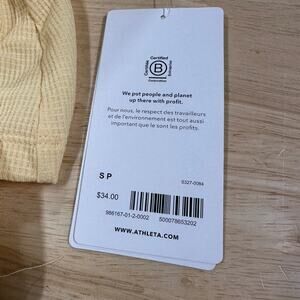 Certified
B
Corporation
We put people and planet
up there with profit.
Pour nous, le respect des travailleurs
et de l'environnement est tout aussi
important que le sont les profits.
S P
0327-0094
$34.00
986167-01-2-0002 500078653202
WWW.ATHLETA.COM